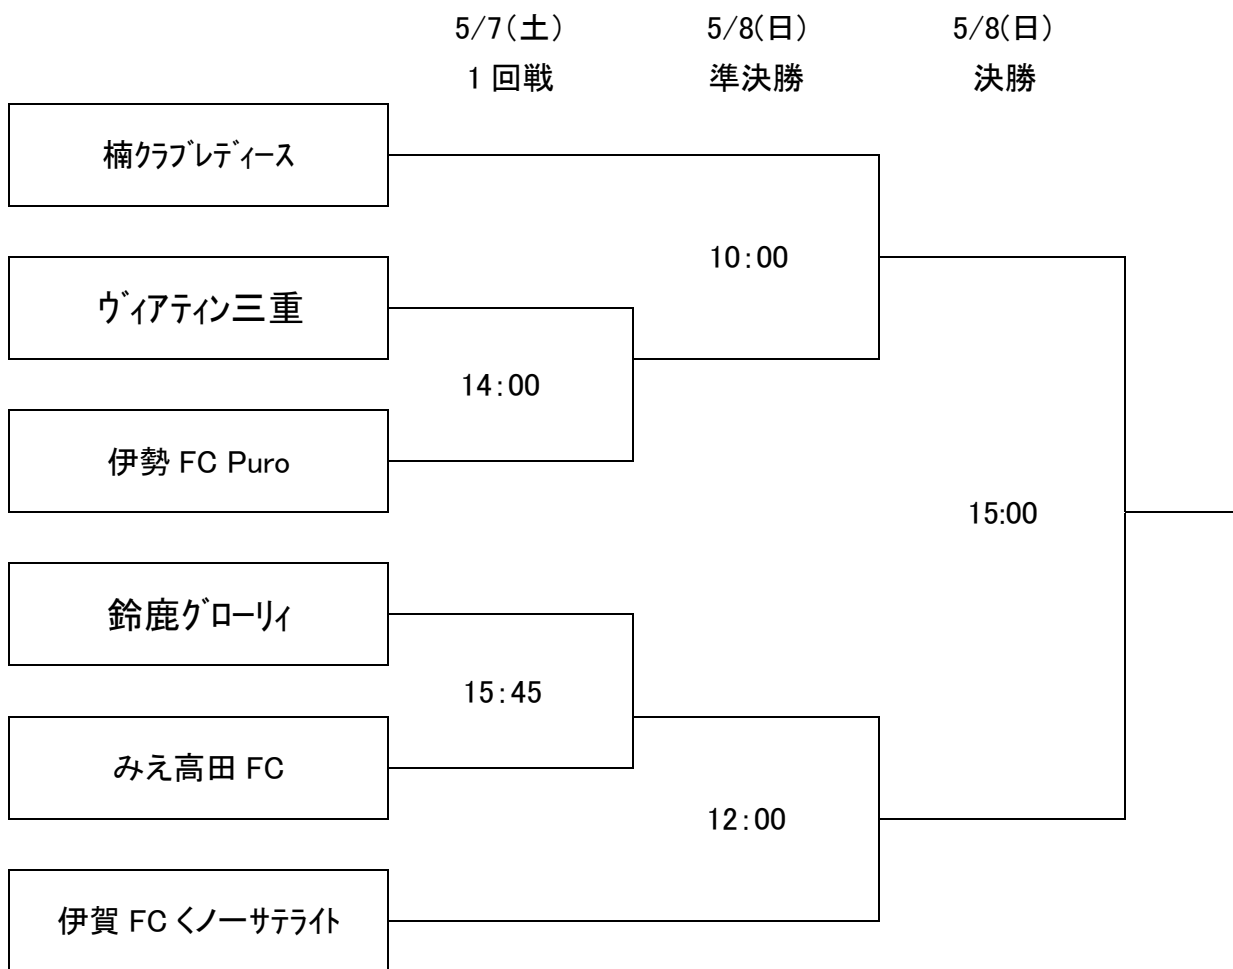 5/7(土) 5/8(日) 5/8(日)
1回戦 準決勝 決勝
楠クラブレディース
10:00
ヴィアティン三重
14:00
伊勢 FC Puro
15:00
鈴鹿グローリィ
15:45
みえ高田 FC
12:00
伊賀 FC くノーサテライト